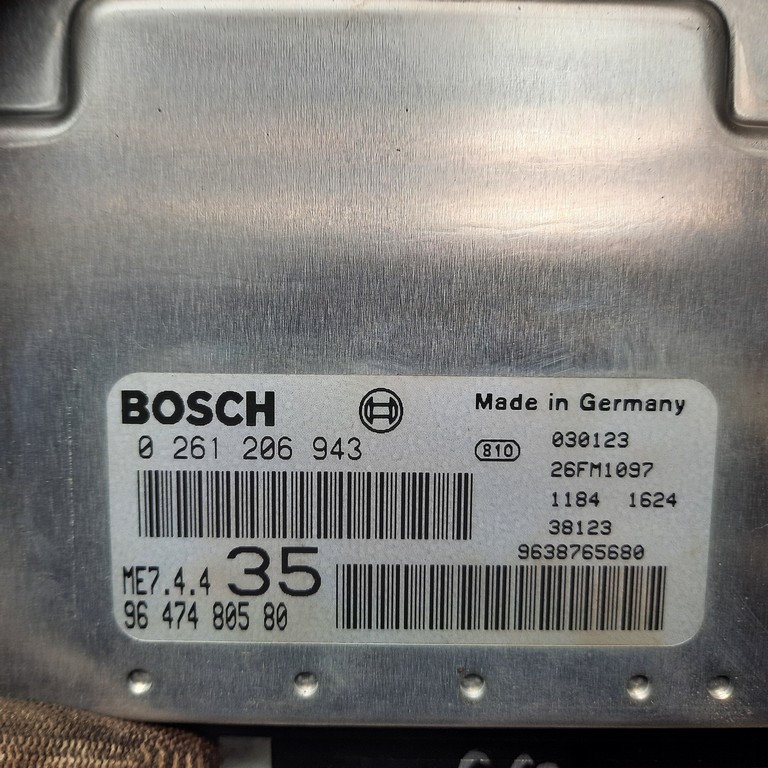 BOSCH
Made in Germany
0 261 206 943
810
030123
26FM1097
1184 1624
38123
9638765680
ME7.4.4 35
96 474 805 80